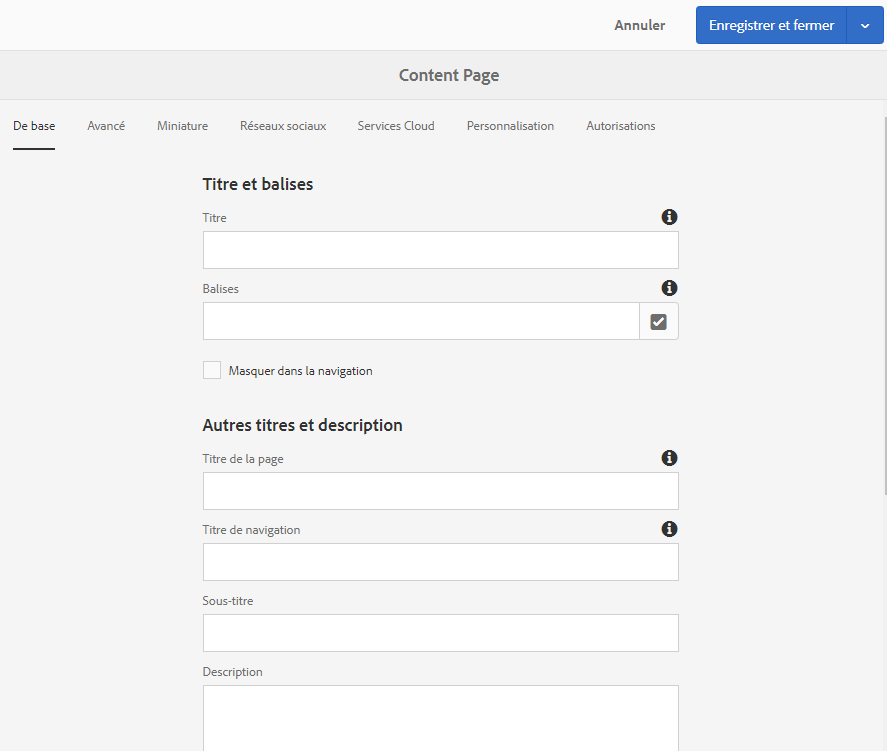 Annuler
Enregistrer et fermer
Content Page
De base Avancé Miniature Réseaux sociaux Services Cloud Personnalisation Autorisations
Titre et balises
Titre
Balises
Masquer dans la navigation
Autres titres et description
Titre de la page
Titre de navigation
Sous-titre
Description